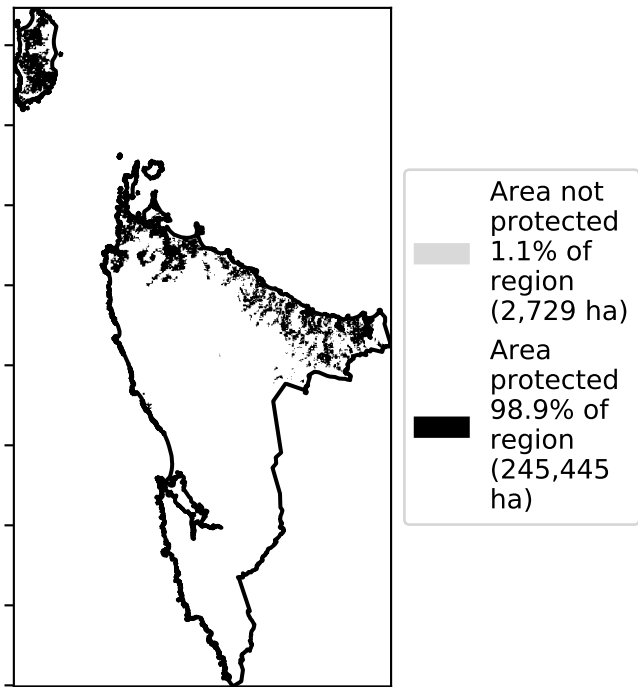 Area not
protected
1.1% of
region
(2,729 ha)
Area
protected
98.9% of
region
(245,445
ha)